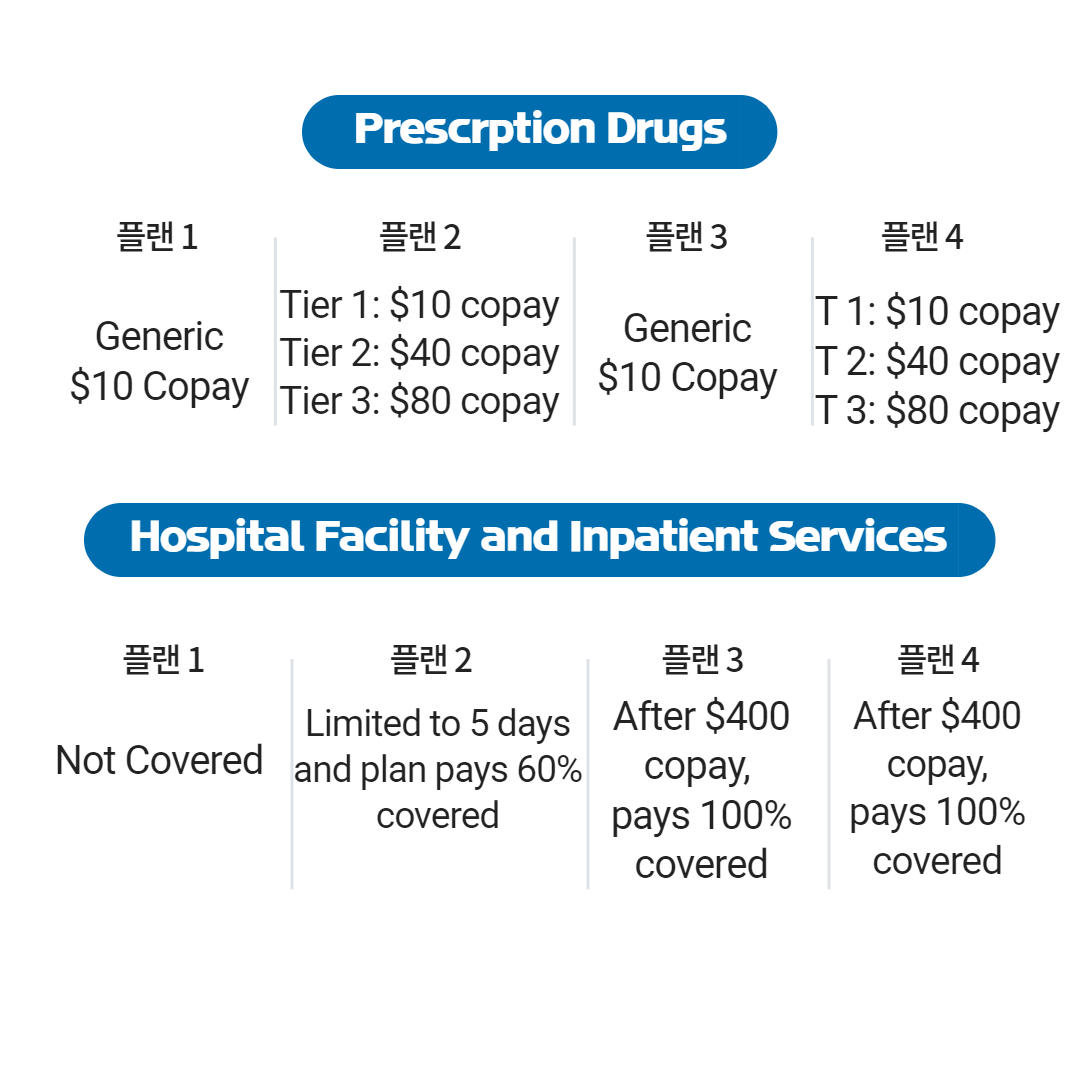 Prescrption Drugs
플랜 1
Generic
$10 Copay
플랜 2
Tier 1: $10 copay
Tier 2: $40 copay
Tier 3: $80 copay
플랜 3
Generic
$10 Copay
플랜 4
T 1: $10 copay
T 2: $40 copay
T 3: $80 copay
Hospital Facility and Inpatient Services
플랜 1
Not Covered
플랜 2
Limited to 5 days
and plan pays 60%
covered
플랜 3
After $400
copay,
pays 100%
covered
플랜 4
After $400
copay,
pays 100%
covered